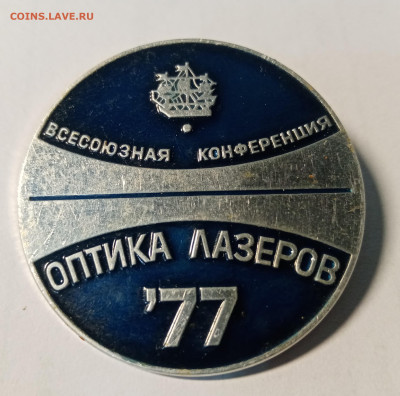 COINS.LAVE.RU
ВСЕСОЮЗНАЯ КОНФЕРЕНЦИЯ
ОПТИКА ЛАЗЕРОВ
'77